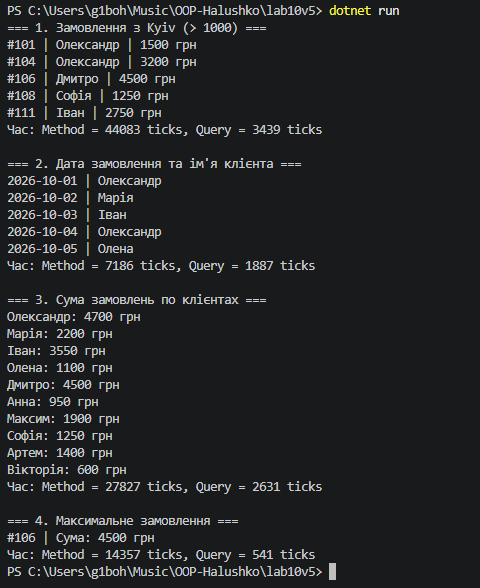 PS C:\Users\g1boh\Music\OOP-Halushko\lab10v5> dotnet run
=== 1. Замовлення з Kyiv (> 1000) ===
#101 | Олександр | 1500 грн
#104 | Олександр | 3200 грн
#106 | Дмитро | 4500 грн
#108 | Софія | 1250 грн
#111 | Іван | 2750 грн
Час: Method = 44083 ticks, Query = 3439 ticks
=== 2. Дата замовлення та ім'я клієнта ===
2026-10-01 | Олександр
2026-10-02 | Марія
2026-10-03 | Іван
2026-10-04 | Олександр
2026-10-05 | Олена
Час: Method = 7186 ticks, Query = 1887 ticks
=== 3. Сума замовлень по клієнтах ===
Олександр: 4700 грн
Марія: 2200 грн
Іван: 3550 грн
Олена: 1100 грн
Дмитро: 4500 грн
Анна: 950 грн
Максим: 1900 грн
Софія: 1250 грн
Артем: 1400 грн
Вікторія: 600 грн
Час: Method = 27827 ticks, Query = 2631 ticks
=== 4. Максимальне замовлення ===
#106 | Сума: 4500 грн
Час: Method = 14357 ticks, Query = 541 ticks
PS C:\Users\g1boh\Music\OOP-Halushko\lab10v5>